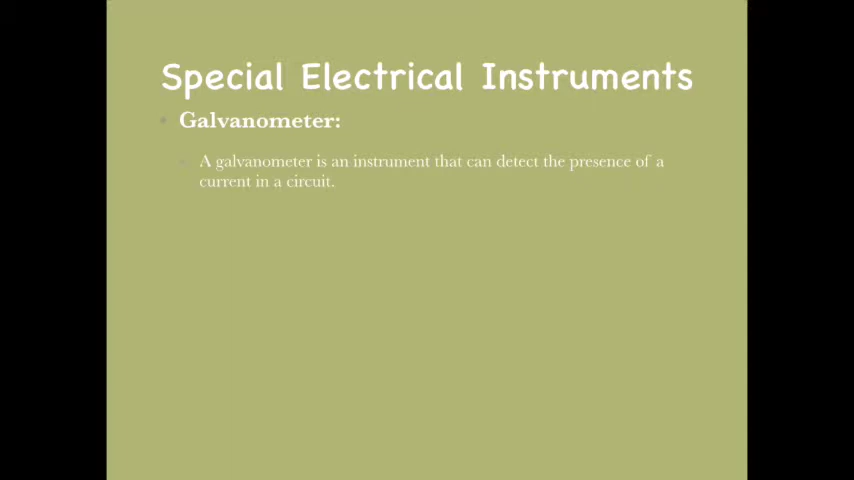 Special Electrical Instruments
Galvanometer:
A galvanometer is an instrument that can detect the presence of a
current in a circuit.